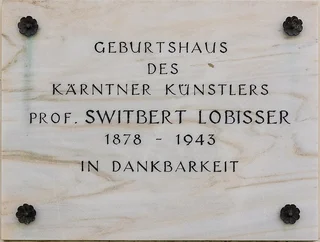 GEBURTSHAUS
DES
KÄRNTNER KÜNSTLERS
PROF. SWITBERT LOBISSER
1878 - 1943
IN DANKBARKEIT